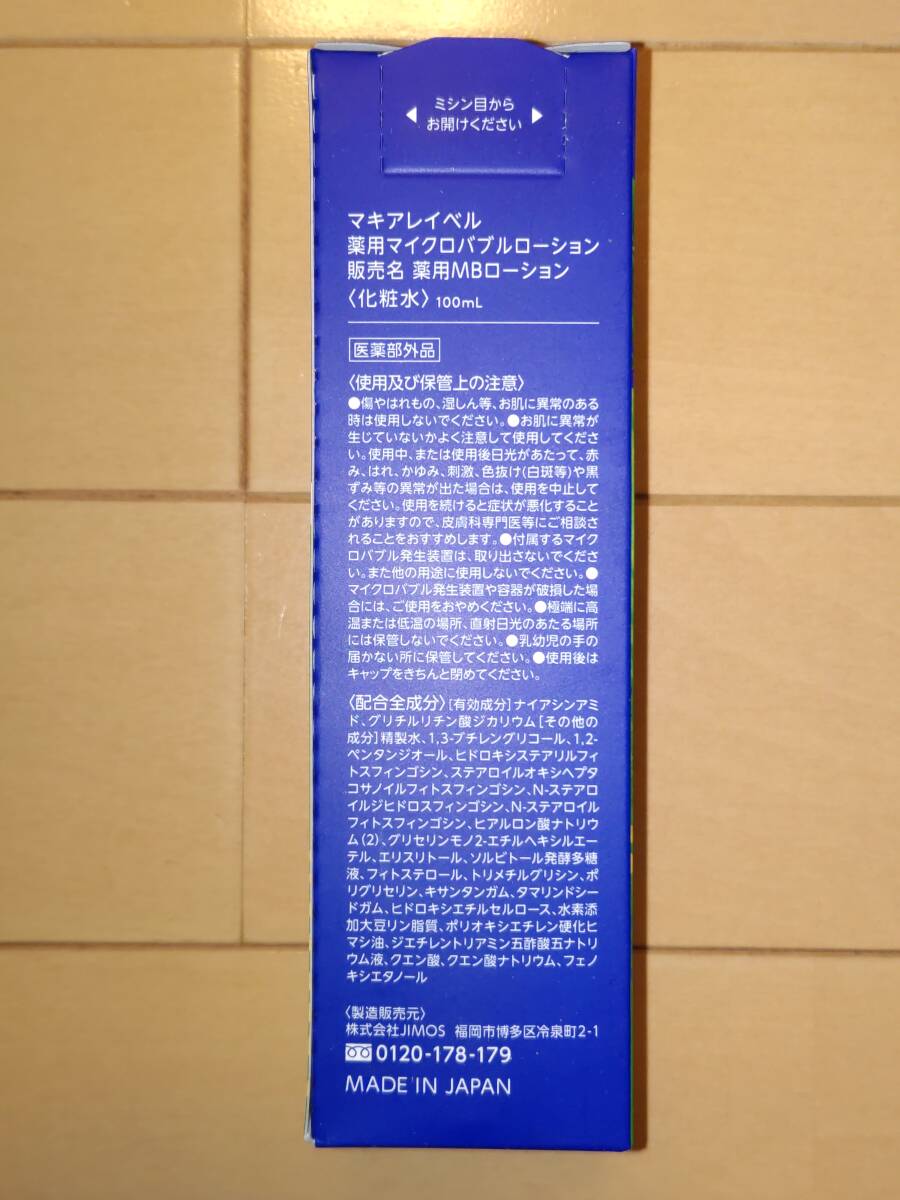 ミシン目から
お開けください
マキアレイベル
薬用マイクロバブルローション
販売名 薬用MBローション
〈化粧水〉100mL
医薬部外品
〈使用及び保管上の注意〉
●傷やはれもの、湿しん等、お肌に異常のある
時は使用しないでください。●お肌に異常が
生じていないかよく注意して使用してくださ
い。使用中、または使用後日光があたって、赤
み、はれ、かゆみ、刺激、色抜け(白斑等)や黒
ずみ等の異常が出た場合は、使用を中止して
ください。使用を続けると症状が悪化すること
がありますので、皮膚科専門医等にご相談さ
れることをおすすめします。●付属するマイク
ロバブル発生装置は、取り出さないでくださ
い。また他の用途に使用しないでください。●
マイクロバブル発生装置や容器が破損した場
合には、ご使用をおやめください。●極端に高
温または低温の場所、直射日光のあたる場所
には保管しないでください。●乳幼児の手の
届かない所に保管してください。●使用後は
キャップをきちんと閉めてください。
〈配合全成分〉[有効成分]ナイアシンアミ
ド、グリチルリチン酸ジカリウム[その他の
成分]精製水、1,3-ブチレングリコール、1,2-
ペンタンジオール、ヒドロキシステアリルフィ
トスフィンゴシン、ステアロイルオキシヘプタ
コサノイルフィトスフィンゴシン、N-ステアロ
イルジヒドロスフィンゴシン、N-ステアロイル
フィトスフィンゴシン、ヒアルロン酸ナトリウ
ム(2)、グリセリンモノ2-エチルヘキシルエー
テル、エリスリトール、ソルビトール発酵多糖
液、フィトステロール、トリメチルグリシン、ポ
リグリセリン、キサンタンガム、タマリンドシー
ドガム、ヒドロキシエチルセルロース、水素添
加大豆リン脂質、ポリオキシエチレン硬化ヒ
マシ油、ジエチレントリアミン五酢酸五ナトリ
ウム液、クエン酸、クエン酸ナトリウム、フェノ
キシエタノール
〈製造販売元〉
株式会社JIMOS 福岡市博多区冷泉町2-1
0120-178-179
MADE IN JAPAN